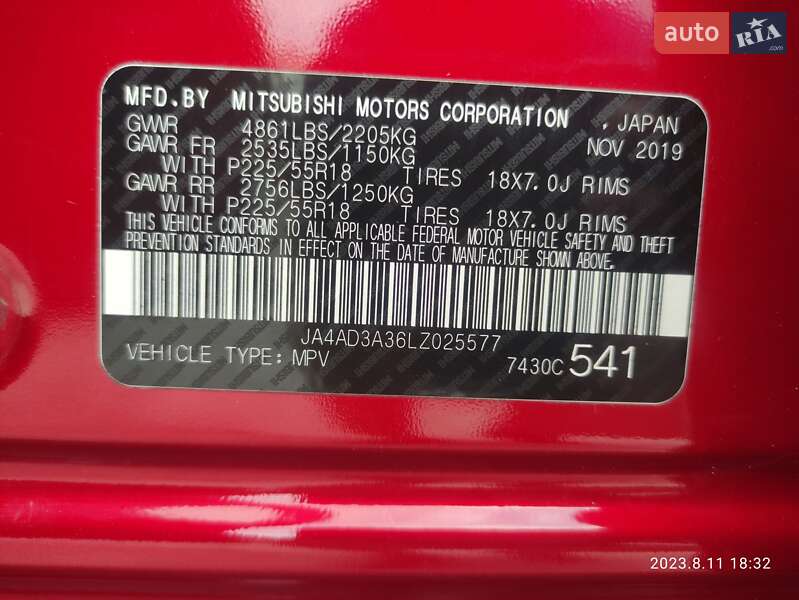 auto RIA
MFD.BY MITSUBISHI MOTORS CORPORATION , JAPAN
GVWR 4861LBS/2205KG NOV 2019
GAWR FR 2535LBS/1150KG
WITH P225/55R18 TIRES 18X7.0J RIMS
GAWR RR 2756LBS/1250KG
WITH P225/55R18 TIRES 18X7.0J RIMS
THIS VEHICLE CONFORMS TO ALL APPLICABLE FEDERAL MOTOR VEHICLE SAFETY AND THEFT
PREVENTION STANDARDS IN EFFECT ON THE DATE OF MANUFACTURE SHOWN ABOVE.
JA4AD3A36LZ025577
VEHICLE TYPE:MPV 7430C 541
2023.8.11 18:32